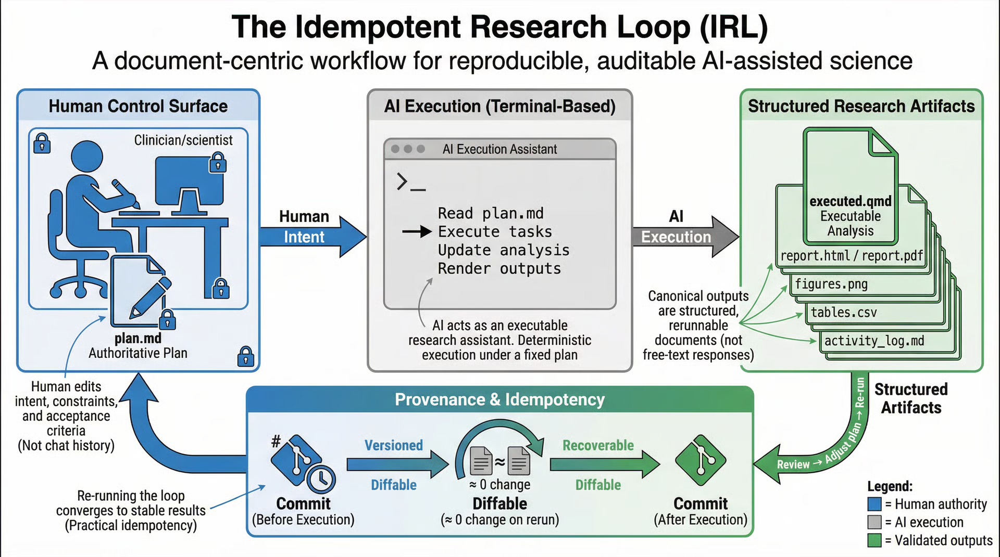 The Idempotent Research Loop (IRL)
A document-centric workflow for reproducible, auditable AI-assisted science
Human Control Surface
Clinician/scientist
plan.md
Authoritative Plan
Human edits
intent, constraints,
and acceptance
criteria
(Not chat history)
Human
Intent
AI Execution (Terminal-Based)
AI Execution Assistant
>_
Read plan.md
Execute tasks
Update analysis
Render outputs
AI acts as an executable
research assistant. Deterministic
execution under a fixed plan
AI
Execution
Structured Research Artifacts
executed.qmd
Executable
Analysis
report.html / report.pdf
figures.png
tables.csv
activity_log.md
Canonical outputs
are structured,
rerunnable
documents (not
free-text responses)
Structured
Artifacts
Review → Adjust plan → Re-run
Provenance & Idempotency
#
Commit
(Before Execution)
Versioned
Diffable
≈
≈ 0 change
Diffable
(≈ 0 change on rerun)
Recoverable
Diffable
Commit
(After Execution)
Re-running the loop
converges to stable results
(Practical idempotency)
Legend:
= Human authority
= AI execution
= Validated outputs